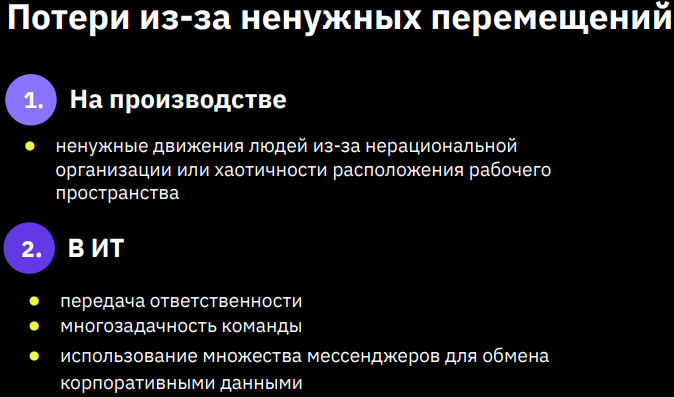 Потери из-за ненужных перемещений
1. На производстве
● ненужные движения людей из-за нерациональной
организации или хаотичности расположения рабочего
пространства
2. В ИТ
● передача ответственности
● многозадачность команды
● использование множества мессенджеров для обмена
корпоративными данными